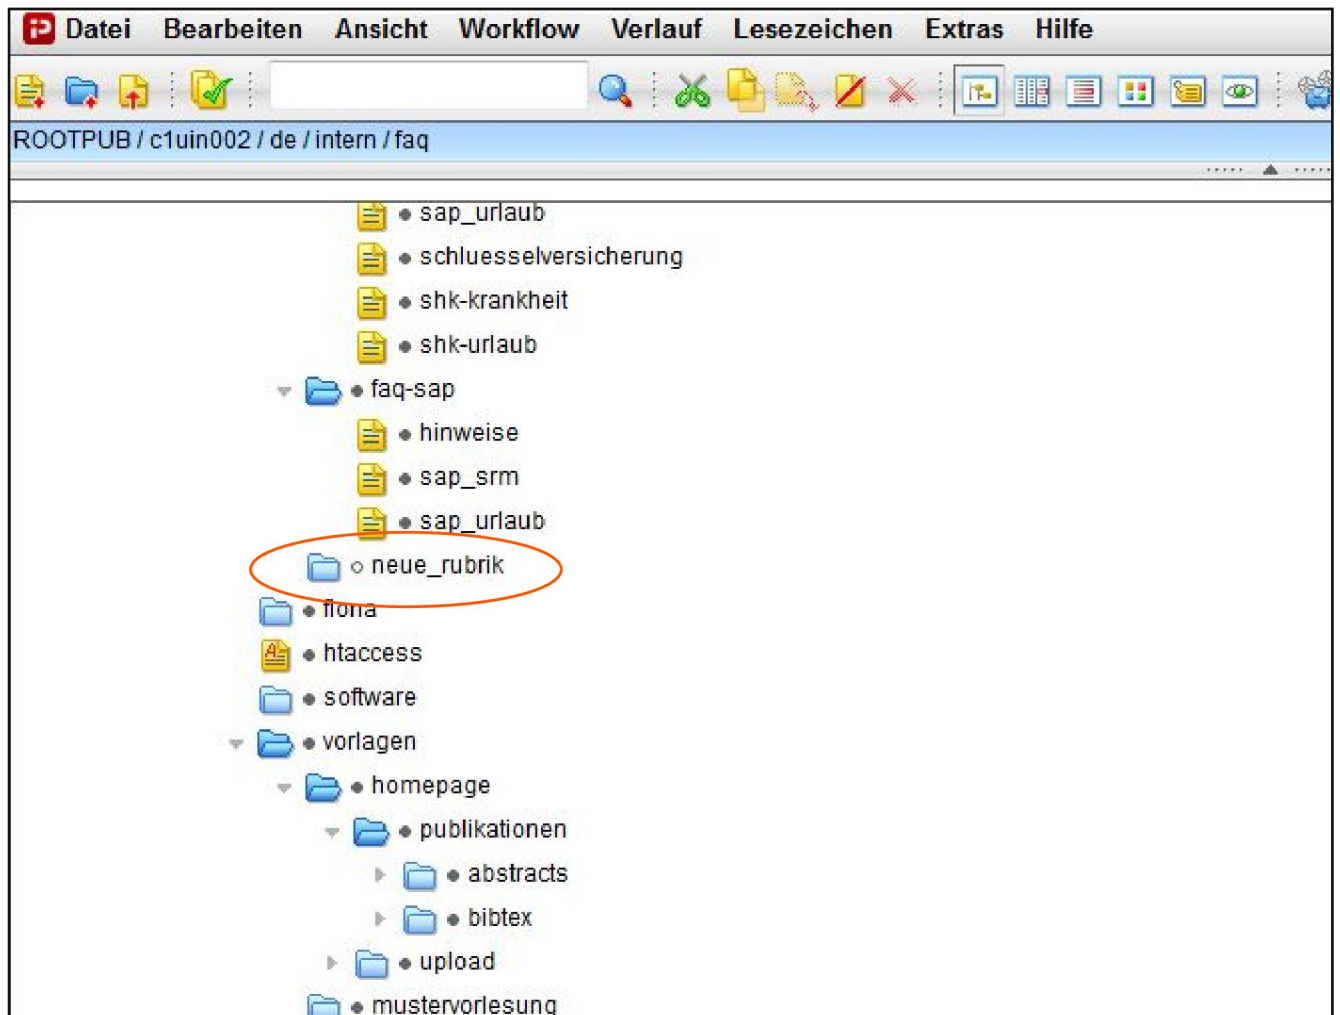 Datei Bearbeiten Ansicht Workflow Verlauf Lesezeichen Extras Hilfe
ROOTPUB / c1uin002 / de / intern / faq
sap_urlaub
schluesselversicherung
shk-krankheit
shk-urlaub
faq-sap
hinweise
sap_srm
sap_urlaub
neue_rubrik
floria
htaccess
software
vorlagen
homepage
publikationen
abstracts
bibtex
upload
mustervorlesung